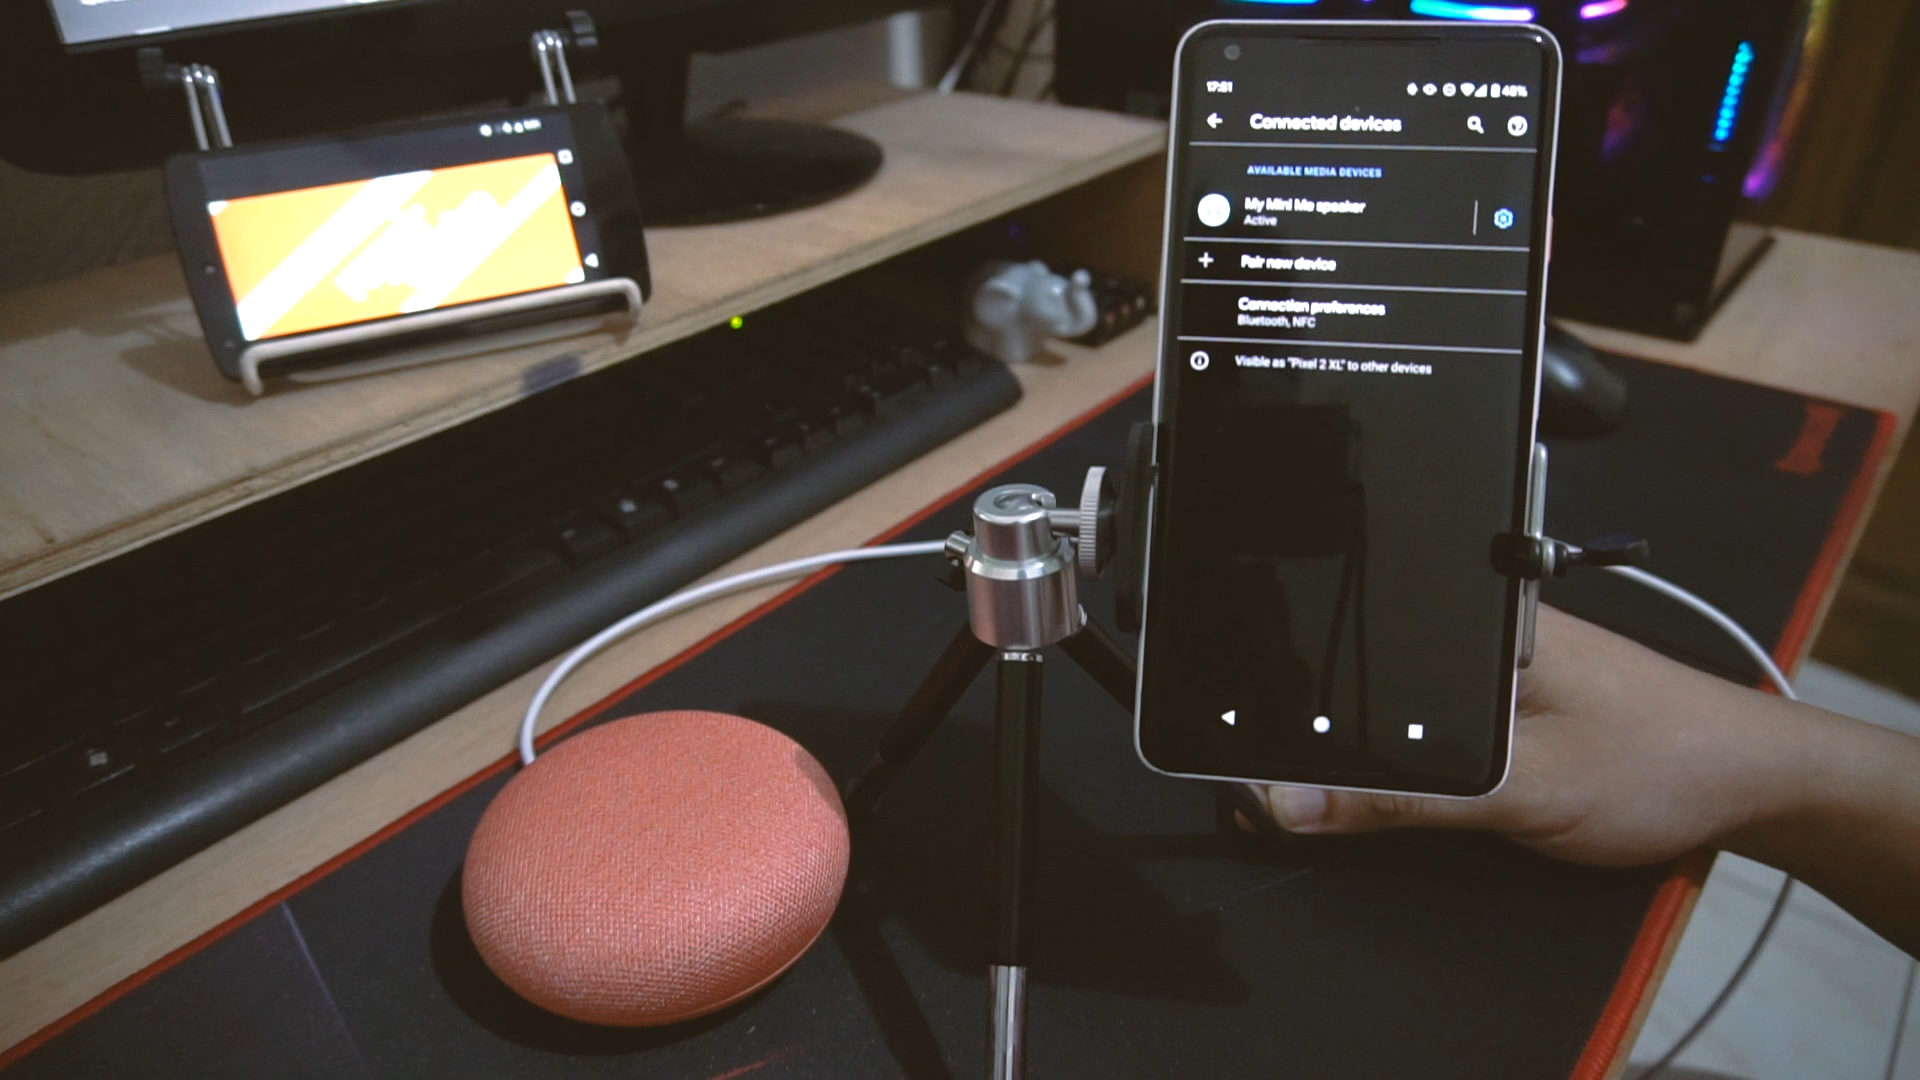 17:51
48%
Connected devices
AVAILABLE MEDIA DEVICES
My Mini Me speaker
Active
Pair new device
Connection preferences
Bluetooth, NFC
Visible as "Pixel 2 XL" to other devices